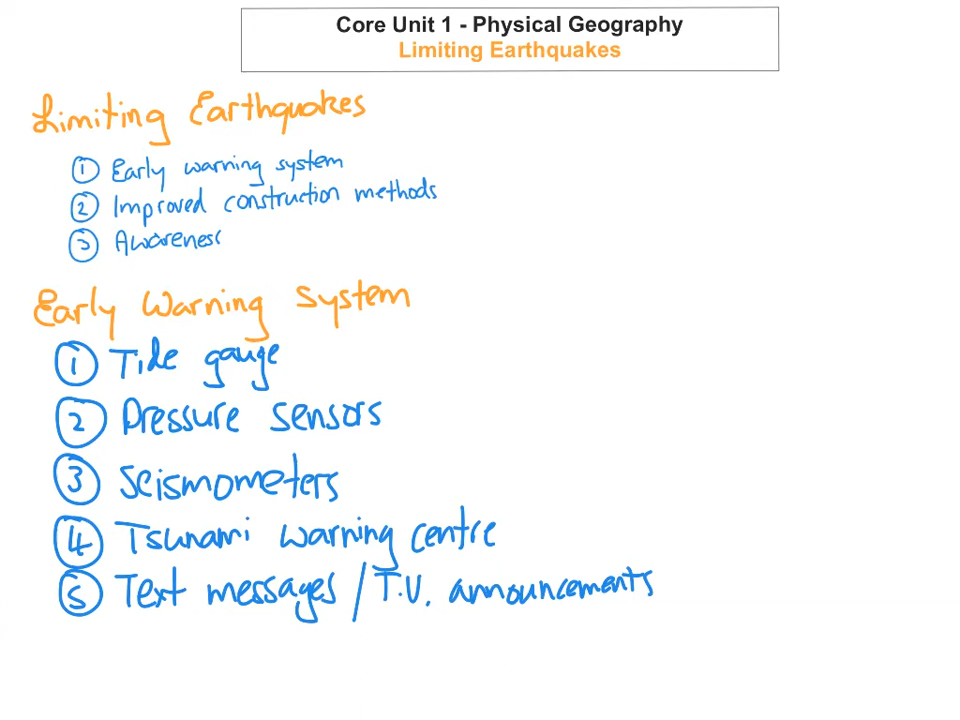 Core Unit 1 - Physical Geography
Limiting Earthquakes
Limiting Earthquakes
① Early warning system
② Improved construction methods
③ Awareness
Early Warning System
① Tide gauge
② Pressure sensors
③ Seismometers
④ Tsunami warning centre
⑤ Text messages / T.V. announcements